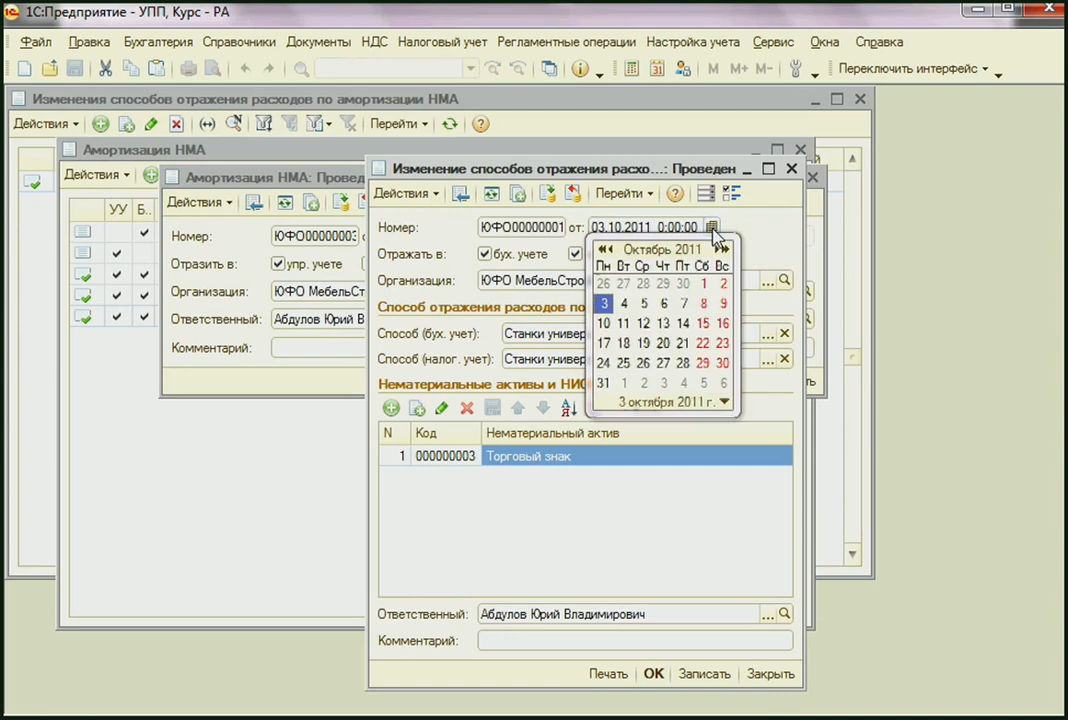 1С:Предприятие - УПП, Курс - РА
Файл Правка Бухгалтерия Справочники Документы НДС Налоговый учет Регламентные операции Настройка учета Сервис Окна Справка
M M+ M- Переключить интерфейс
Изменения способов отражения расходов по амортизации НМА
Действия Перейти
Амортизация НМА
Действия
УУ Б..
Амортизация НМА: Провед
Действия
Номер: ЮФО00000003
Отразить в: упр. учете
Организация: ЮФО МебельСт
Ответственный: Абдулов Юрий В
Комментарий:
Изменение способов отражения расхо...: Проведен
Действия Перейти
Номер: ЮФО00000001 от: 03.10.2011 0:00:00
Отражать в: бух. учете
Организация: ЮФО МебельСтро
Способ отражения расходов по
Способ (бух. учет): Станки универ
Способ (налог. учет): Станки универ
Нематериальные активы и НИО
Октябрь 2011
Пн Вт Ср Чт Пт Сб Вс
26 27 28 29 30 1 2
3 4 5 6 7 8 9
10 11 12 13 14 15 16
17 18 19 20 21 22 23
24 25 26 27 28 29 30
31 1 2 3 4 5 6
3 октября 2011 г.
N Код Нематериальный актив
1 000000003 Торговый знак
Ответственный: Абдулов Юрий Владимирович
Комментарий:
Печать OK Записать Закрыть